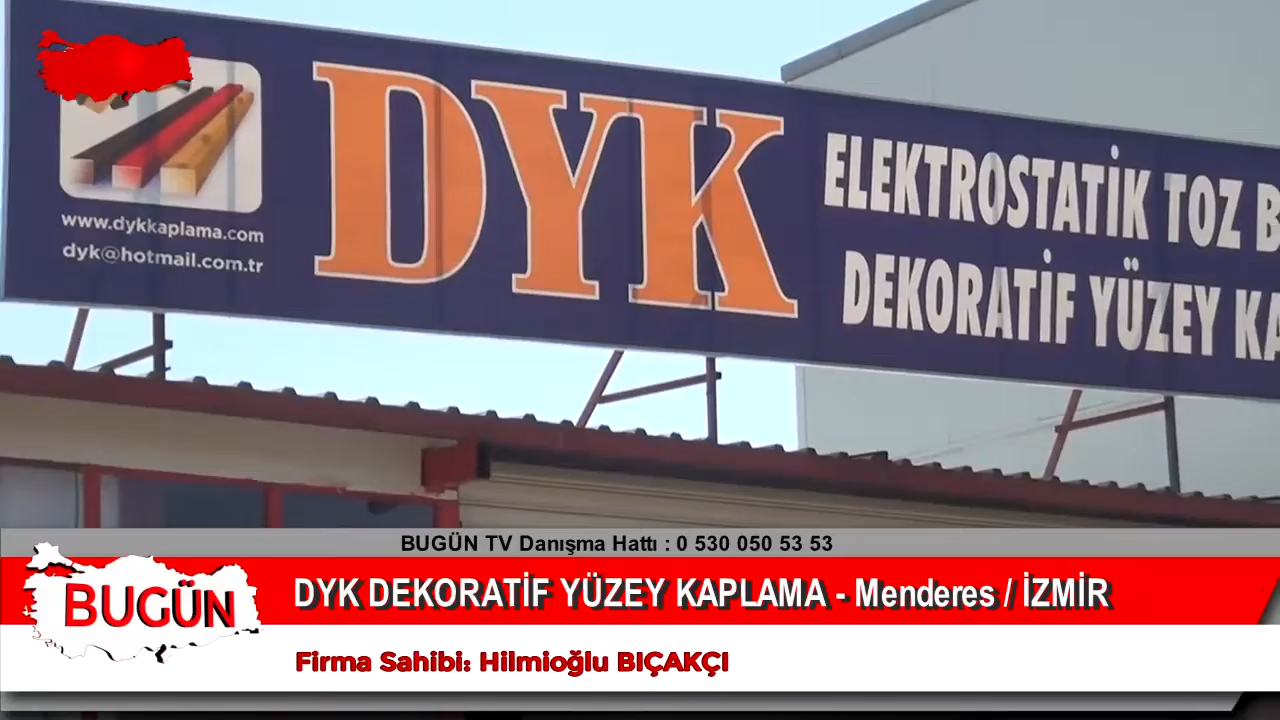 DYK
ELEKTROSTATİK TOZ
DEKORATİF YÜZEY
www.dykkaplama.com
dyk@hotmail.com.tr
BUGÜN TV Danışma Hattı : 0 530 050 53 53
BUGÜN
DYK DEKORATİF YÜZEY KAPLAMA - Menderes / İZMİR
Firma Sahibi: Hilmioğlu BIÇAKÇI